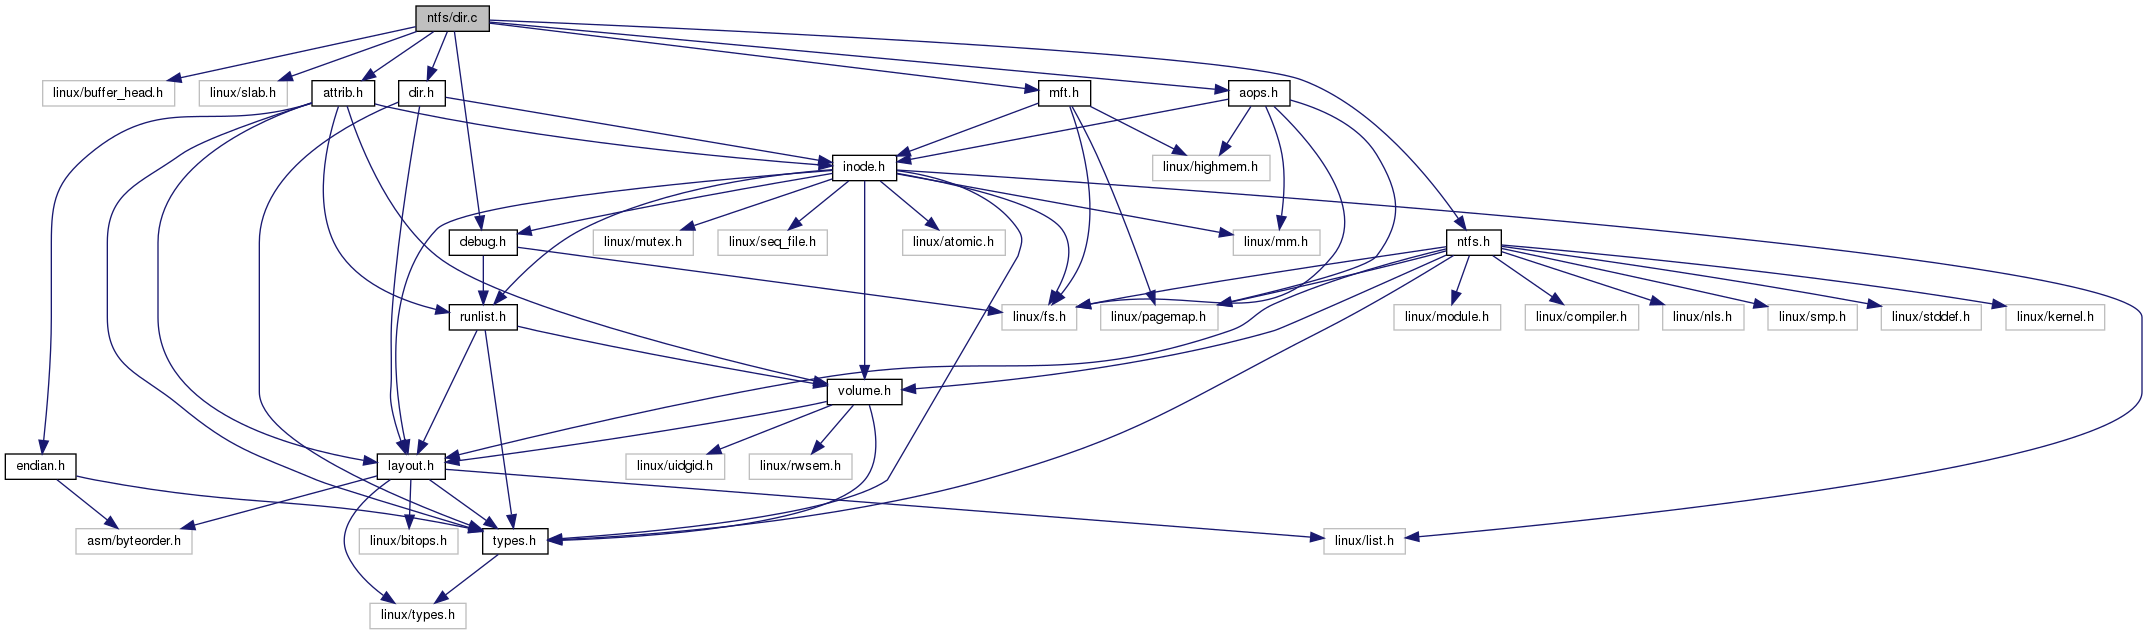 ntfs/dir.c
linux/buffer_head.h
linux/slab.h
attrib.h
dir.h
mft.h
aops.h
inode.h
linux/highmem.h
debug.h
linux/mutex.h
linux/seq_file.h
linux/atomic.h
linux/mm.h
ntfs.h
runlist.h
linux/fs.h
linux/pagemap.h
linux/module.h
linux/compiler.h
linux/nls.h
linux/smp.h
linux/stddef.h
linux/kernel.h
volume.h
endian.h
layout.h
linux/uidgid.h
linux/rwsem.h
asm/byteorder.h
linux/bitops.h
types.h
linux/list.h
linux/types.h